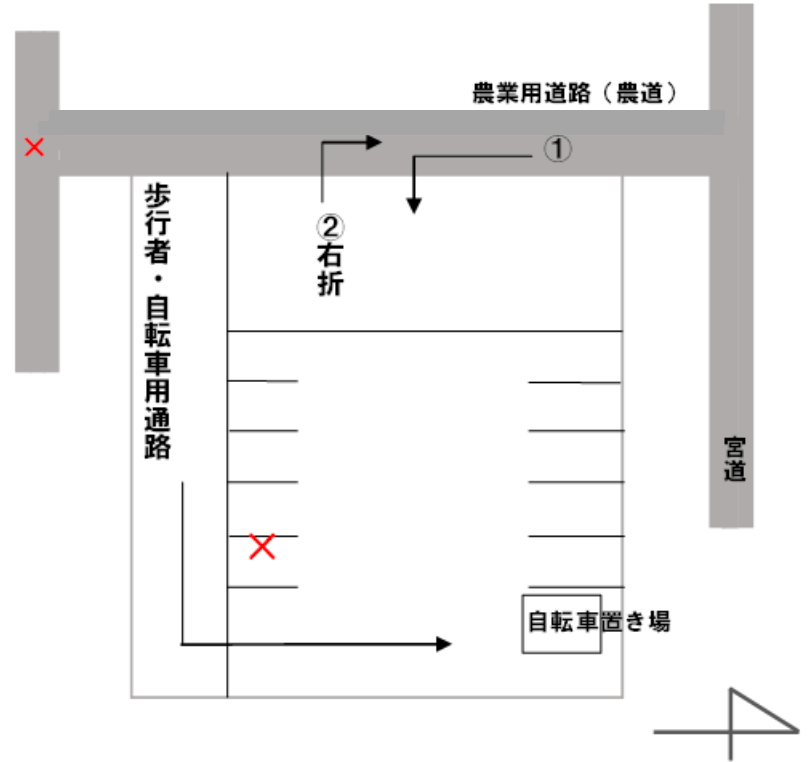 農業用道路（農道）
①
②右折
歩行者・自転車用通路
宮道
自転車置き場